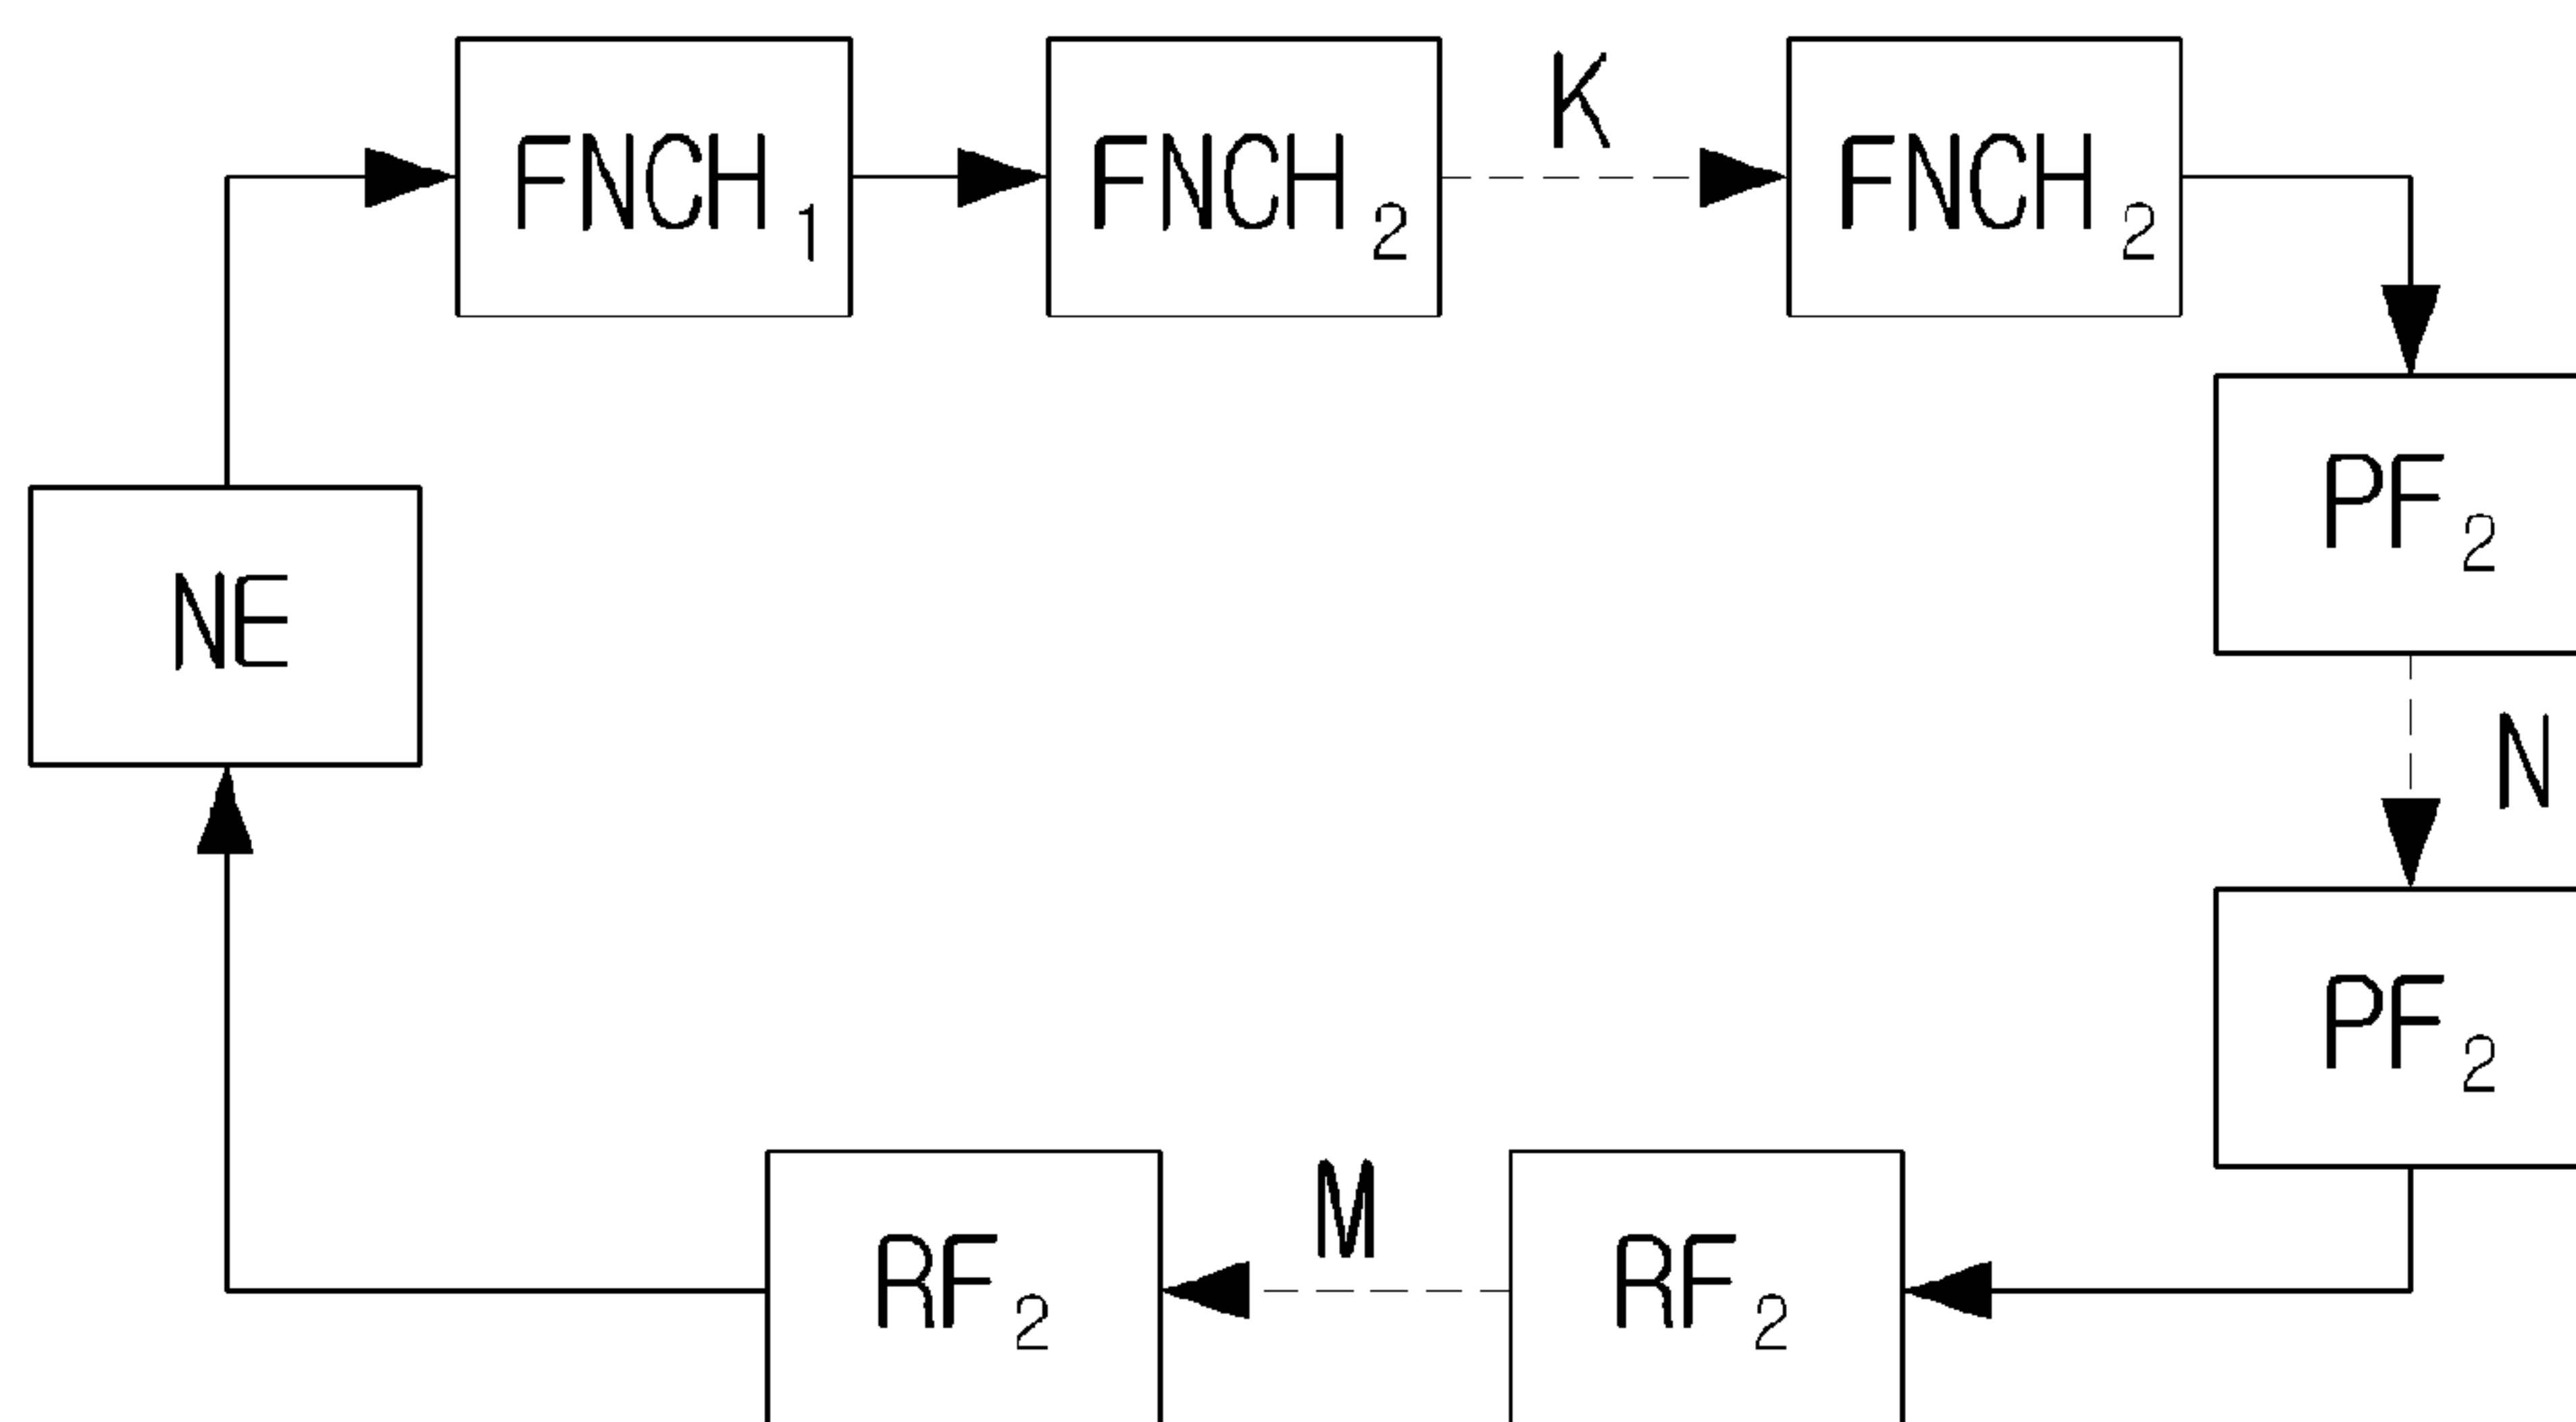 FNCH₁
FNCH₂
K
FNCH₂
PF₂
NE
N
PF₂
RF₂
M
RF₂